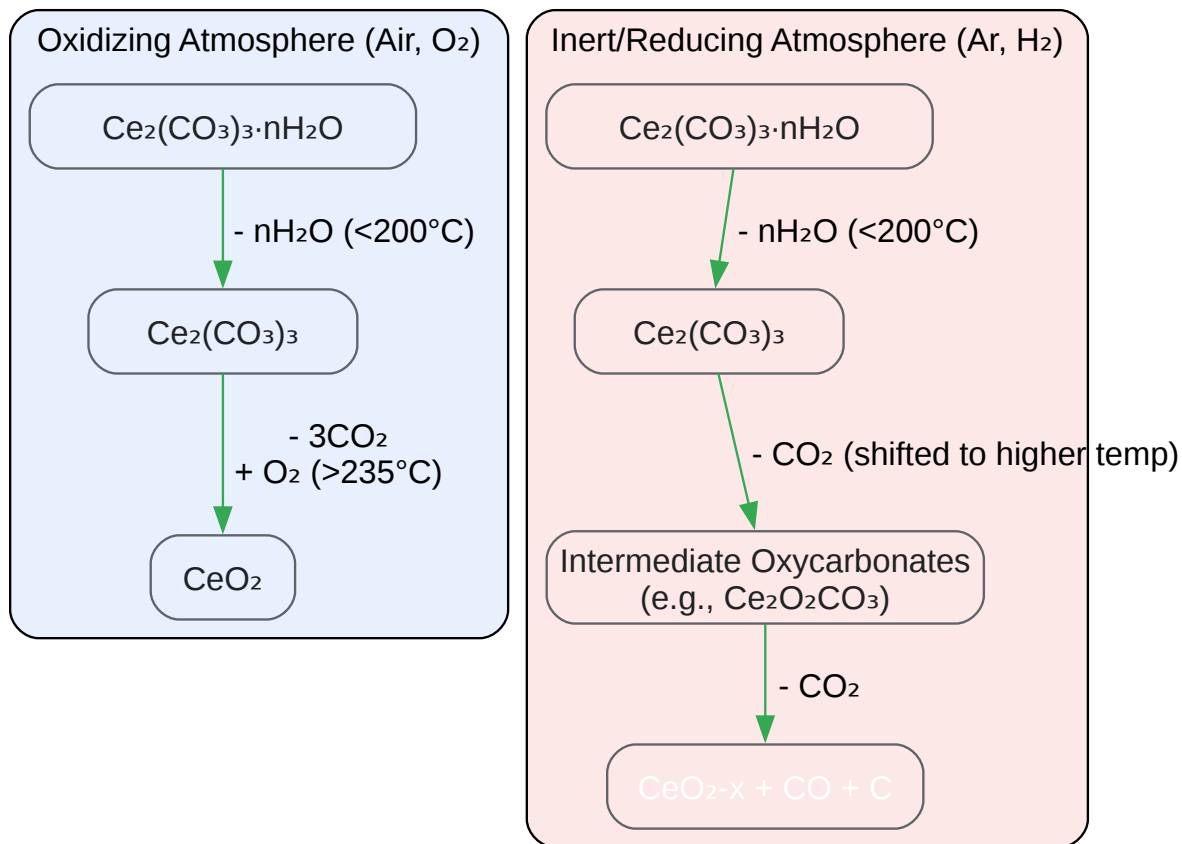 Oxidizing Atmosphere (Air, O₂)
Ce₂(CO₃)₃·nH₂O
- nH₂O (<200°C)
Ce₂(CO₃)₃
- 3CO₂
+ O₂ (>235°C)
CeO₂
Inert/Reducing Atmosphere (Ar, H₂)
Ce₂(CO₃)₃·nH₂O
- nH₂O (<200°C)
Ce₂(CO₃)₃
- CO₂ (shifted to higher temp)
Intermediate Oxycarbonates
(e.g., Ce₂O₂CO₃)
- CO₂
CeO₂-x + CO + C